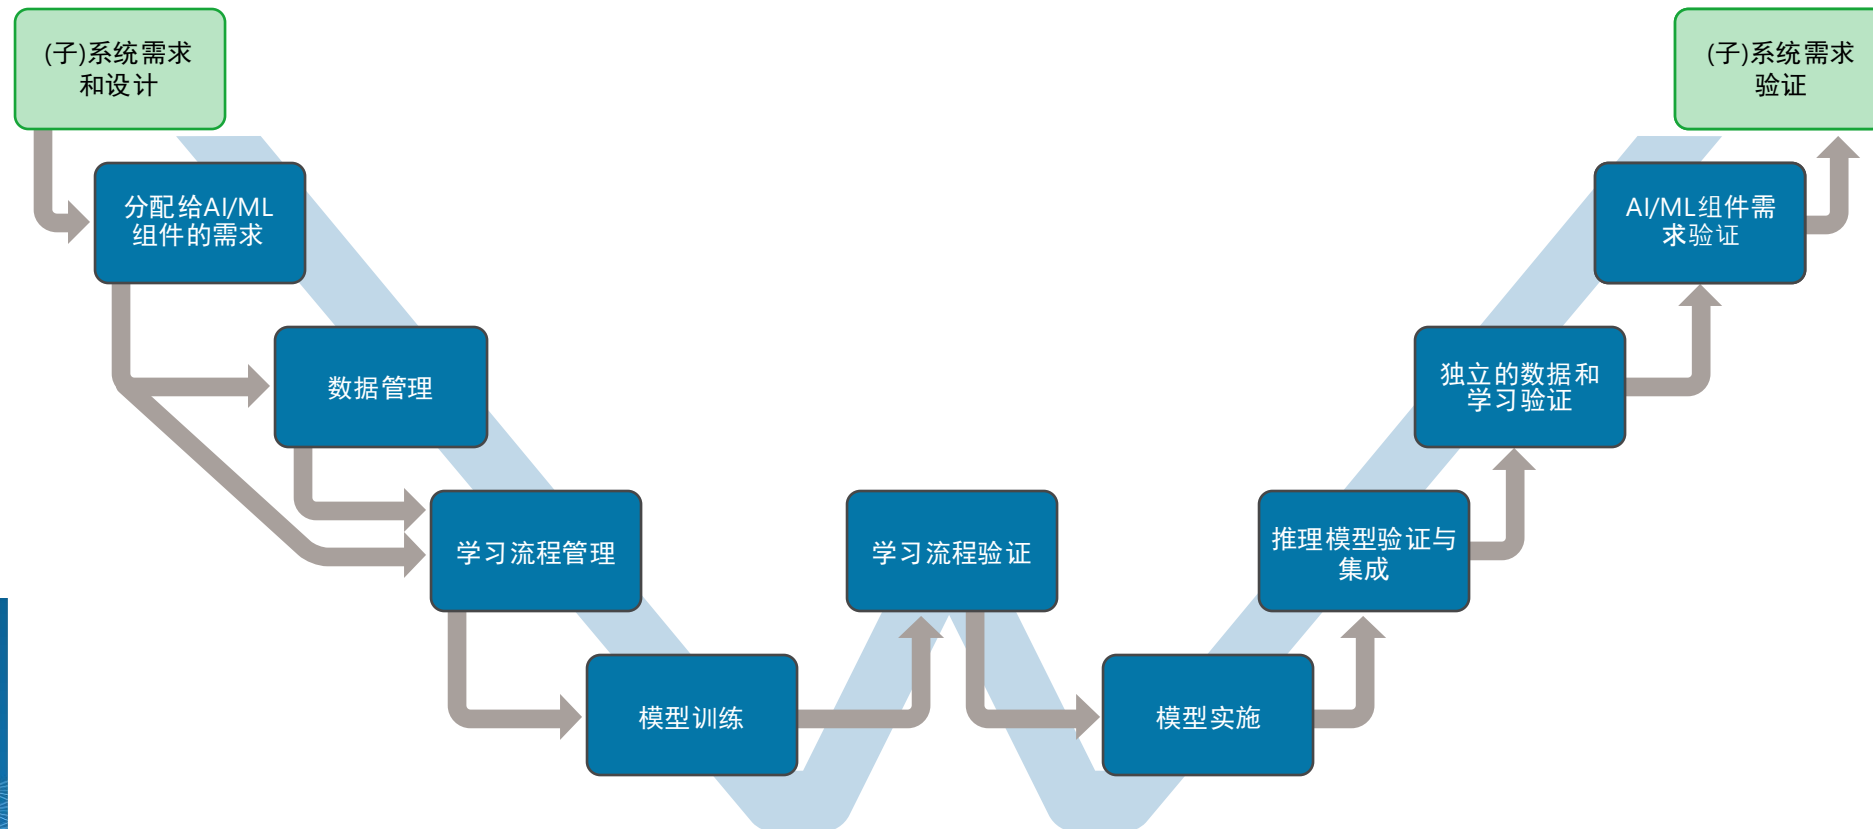 (子)系统需求
和设计
(子)系统需求
验证
分配给AI/ML
组件的需求
AI/ML组件需
求验证
数据管理
独立的数据和
学习验证
学习流程管理
学习流程验证
推理模型验证与
集成
模型训练
模型实施